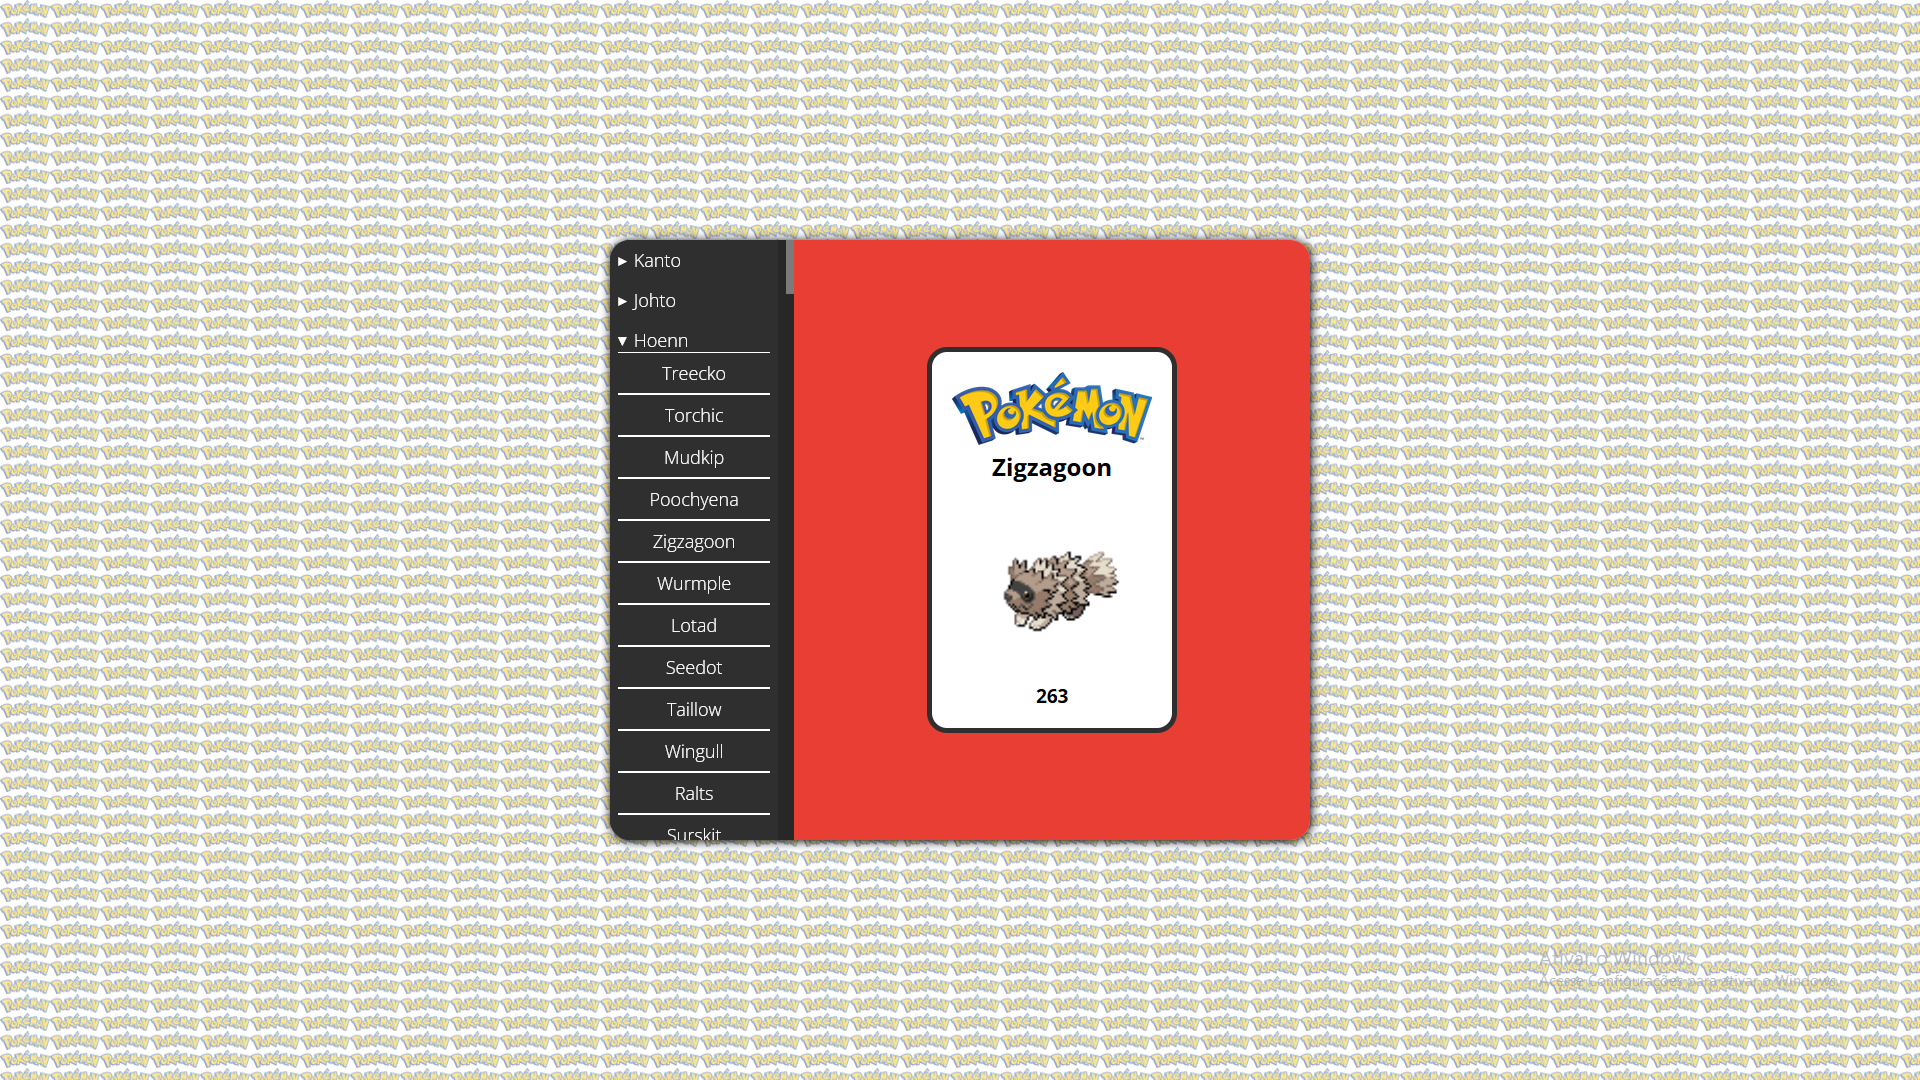 Kanto
Johto
Hoenn
Treecko
Torchic
Mudkip
Poochyena
Zigzagoon
Wurmple
Lotad
Seedot
Taillow
Wingull
Ralts
Surskit
Pokémon
Zigzagoon
263
Ativar o Windows
Acesse Configurações para ativar o Windows.